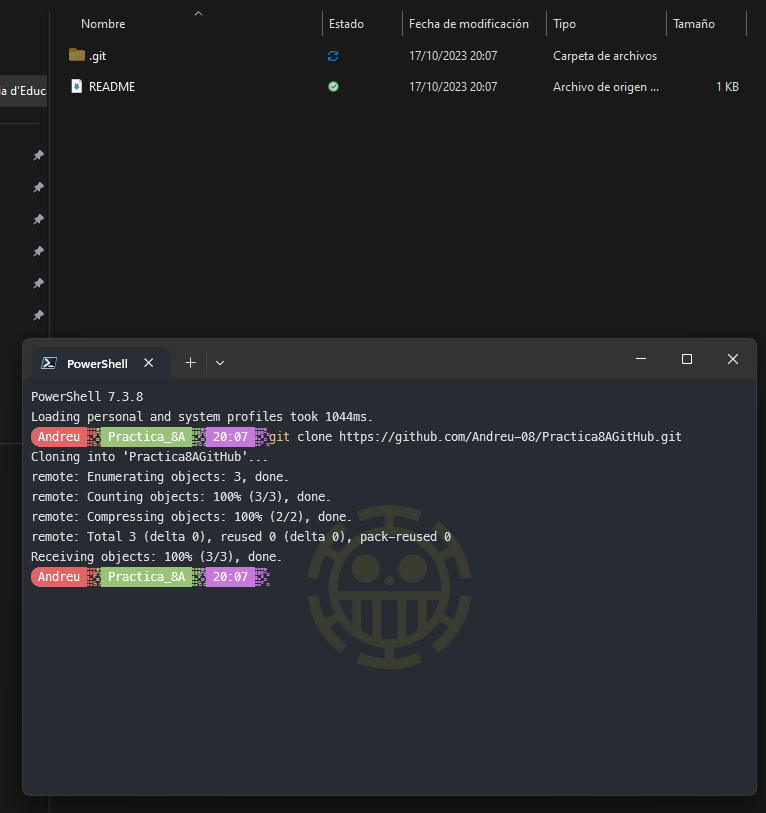 Nombre Estado Fecha de modificación Tipo Tamaño
.git 17/10/2023 20:07 Carpeta de archivos
ia d'Educa README 17/10/2023 20:07 Archivo de origen ... 1 KB
PowerShell
PowerShell 7.3.8
Loading personal and system profiles took 1044ms.
Andreu Practica_8A 20:07 git clone https://github.com/Andreu-08/Practica8AGitHub.git
Cloning into 'Practica8AGitHub'...
remote: Enumerating objects: 3, done.
remote: Counting objects: 100% (3/3), done.
remote: Compressing objects: 100% (2/2), done.
remote: Total 3 (delta 0), reused 0 (delta 0), pack-reused 0
Receiving objects: 100% (3/3), done.
Andreu Practica_8A 20:07